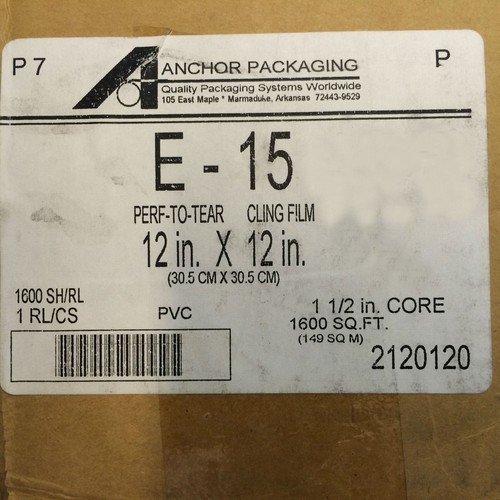 P 7
P
ANCHOR PACKAGING
Quality Packaging Systems Worldwide
105 East Maple * Marmaduke, Arkansas 72443-9529
E - 15
PERF-TO-TEAR CLING FILM
12 in. X 12 in.
(30.5 CM X 30.5 CM)
1600 SH/RL
1 RL/CS
PVC
1 1/2 in. CORE
1600 SQ.FT.
(149 SQ M)
2120120